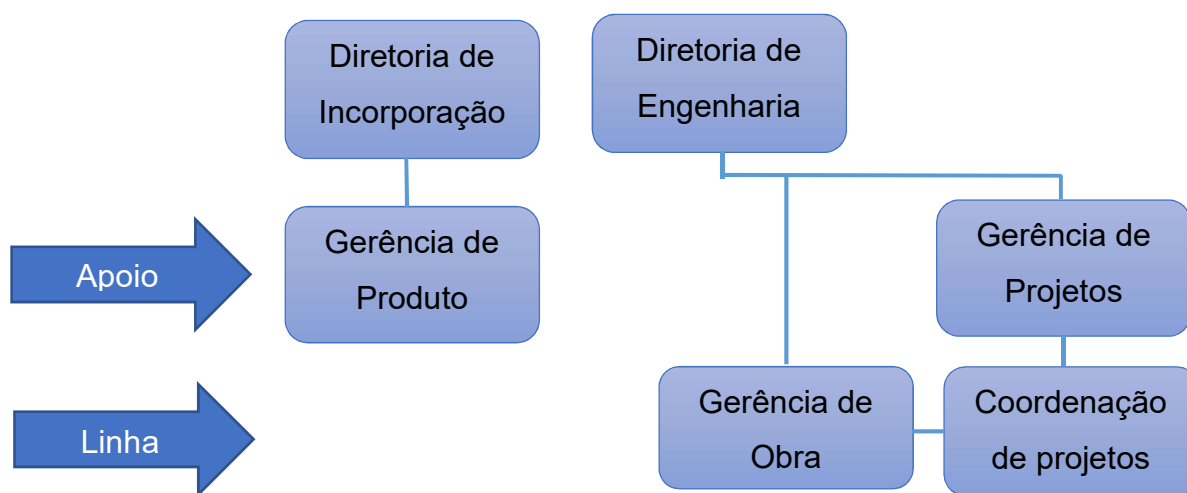 Diretoria de
Incorporação
Diretoria de
Engenharia
Apoio
Gerência de
Produto
Gerência de
Projetos
Linha
Gerência de
Obra
Coordenação
de projetos